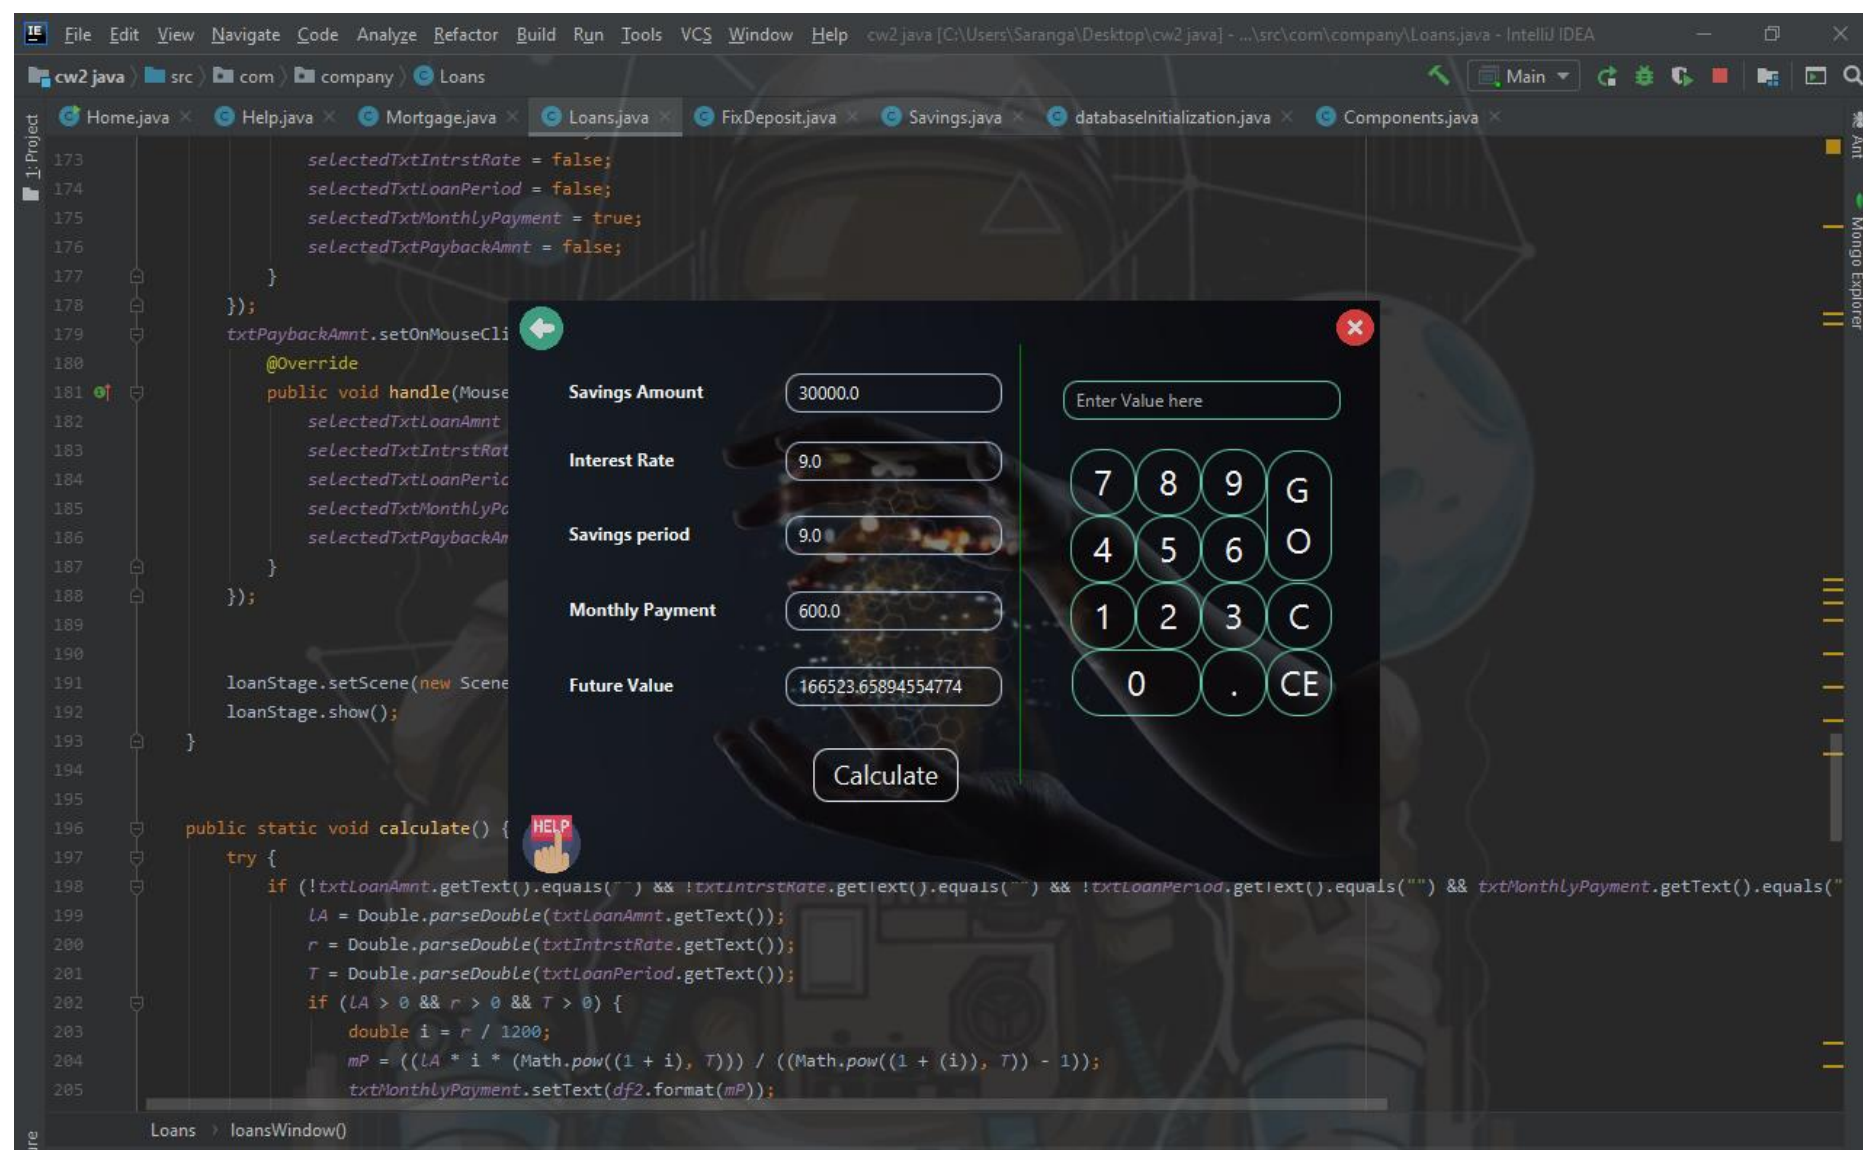 File Edit View Navigate Code Analyze Refactor Build Run Tools VCS Window Help cw2 java [C:\Users\Saranga\Desktop\cw2 java] - ...\src\com\company\Loans.java - IntelliJ IDEA
cw2 java src com company Loans Main
Home.java Help.java Mortgage.java Loans.java FixDeposit.java Savings.java databaseInitialization.java Components.java
1: Project
Ant
Mongo Explorer
173 selectedTxtIntrstRate = false;
174 selectedTxtLoanPeriod = false;
175 selectedTxtMonthlyPayment = true;
176 selectedTxtPaybackAmnt = false;
177 }
178 });
179 txtPaybackAmnt.setOnMouseCli
180 @Override
181 public void handle(Mouse
182 selectedTxtLoanAmnt
183 selectedTxtIntrstRat
184 selectedTxtLoanPerio
185 selectedTxtMonthlyPa
186 selectedTxtPaybackAm
187 }
188 });
189
190
191 loanStage.setScene(new Scene
192 loanStage.show();
193 }
194
195
196 public static void calculate() {
197 try {
198 if (!txtLoanAmnt.getText().equals("") && !txtIntrstRate.getText().equals("") && !txtLoanPeriod.getText().equals("") && txtMonthlyPayment.getText().equals("
199 lA = Double.parseDouble(txtLoanAmnt.getText());
200 r = Double.parseDouble(txtIntrstRate.getText());
201 T = Double.parseDouble(txtLoanPeriod.getText());
202 if (lA > 0 && r > 0 && T > 0) {
203 double i = r / 1200;
204 mP = ((lA * i * (Math.pow((1 + i), T))) / ((Math.pow((1 + (i)), T)) - 1));
205 txtMonthlyPayment.setText(df2.format(mP));
Savings Amount 30000.0
Interest Rate 9.0
Savings period 9.0
Monthly Payment 600.0
Future Value 166523.65894554774
Calculate
HELP
Enter Value here
7 8 9 GO
4 5 6
1 2 3 C
0 . CE
Loans loansWindow()